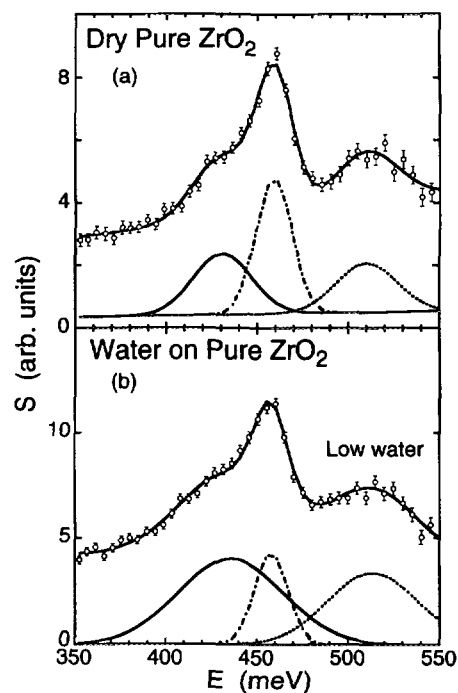 Dry Pure ZrO2
(a)
8
4
0
S (arb. units)
Water on Pure ZrO2
(b)
Low water
10
5
0
350 400 450 500 550
E (meV)